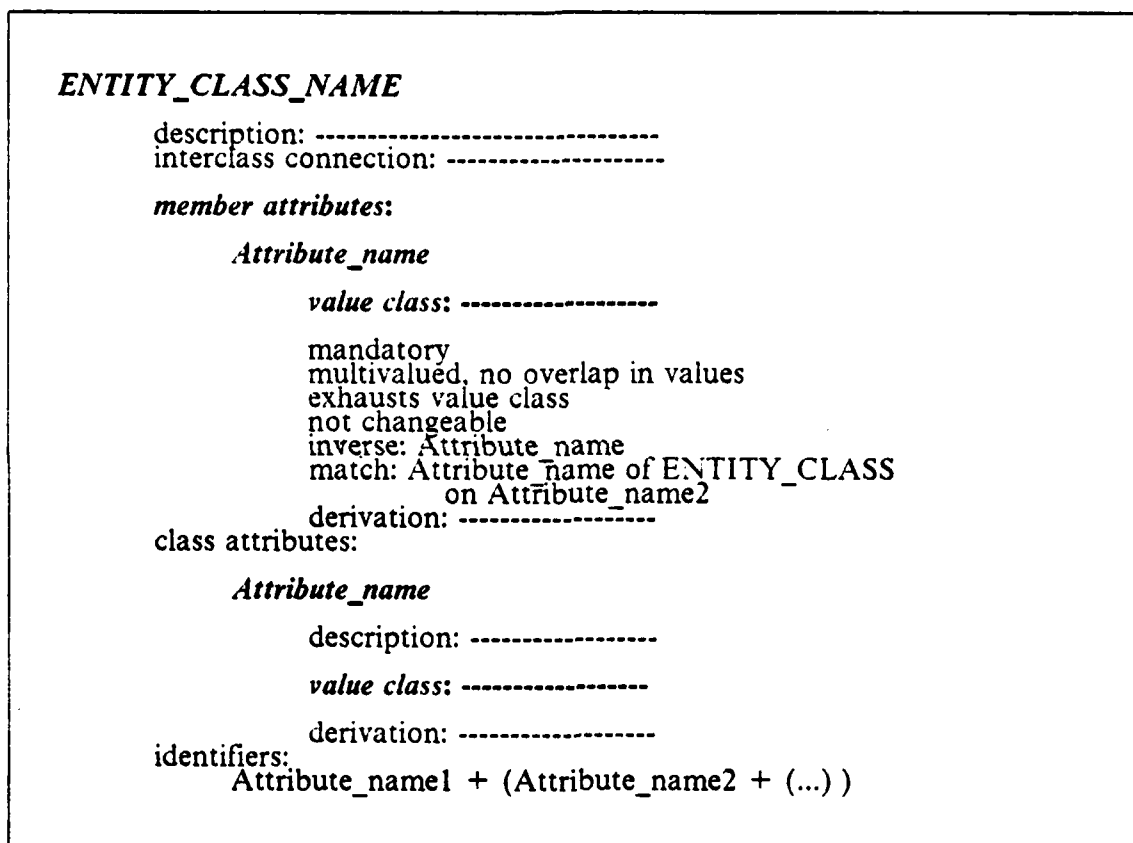 ENTITY_CLASS_NAME
description: ---------------------------------
interclass connection: ---------------------
member attributes:
Attribute_name
value class: -------------------
mandatory
multivalued, no overlap in values
exhausts value class
not changeable
inverse: Attribute_name
match: Attribute_name of ENTITY_CLASS
on Attribute_name2
derivation: -------------------
class attributes:
Attribute_name
description: ------------------
value class: ------------------
derivation: -------------------
identifiers:
Attribute_name1 + (Attribute_name2 + (...) )